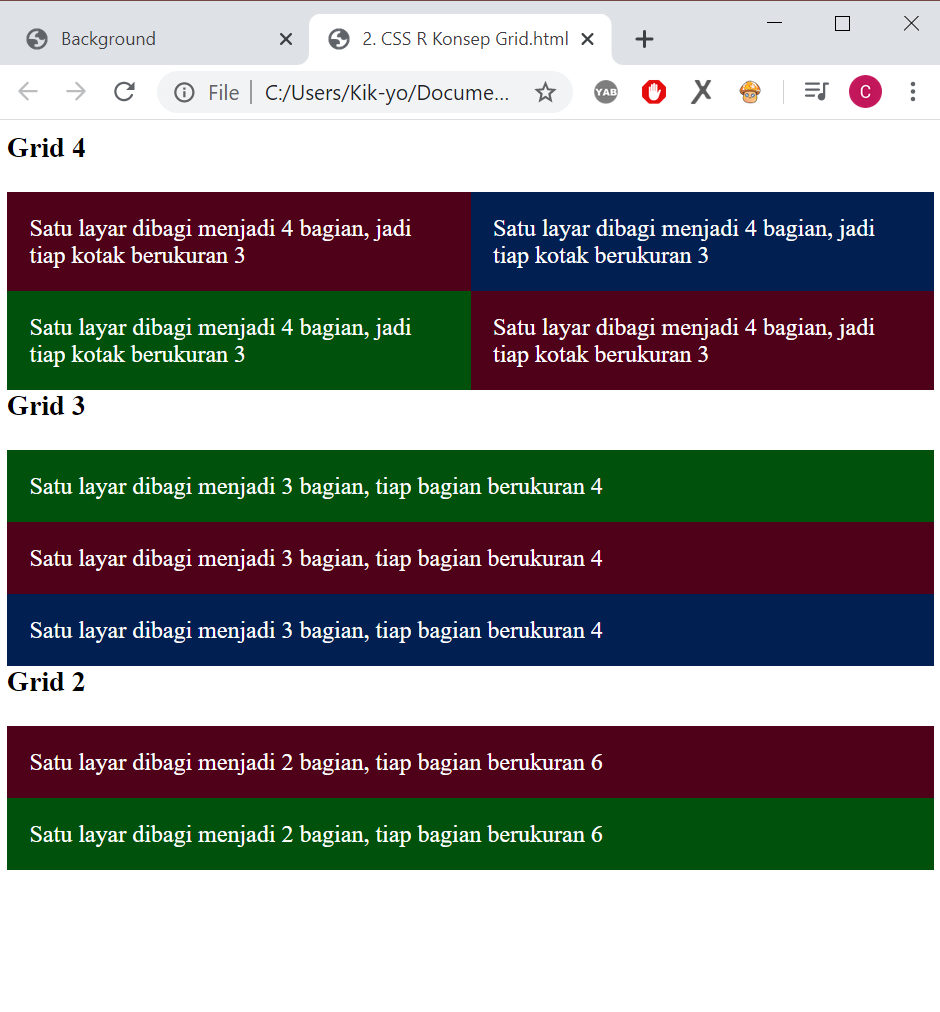 Background
2. CSS R Konsep Grid.html
File
C:/Users/Kik-yo/Docume...
YAB
X
C
Grid 4
Satu layar dibagi menjadi 4 bagian, jadi
tiap kotak berukuran 3
Satu layar dibagi menjadi 4 bagian, jadi
tiap kotak berukuran 3
Satu layar dibagi menjadi 4 bagian, jadi
tiap kotak berukuran 3
Satu layar dibagi menjadi 4 bagian, jadi
tiap kotak berukuran 3
Grid 3
Satu layar dibagi menjadi 3 bagian, tiap bagian berukuran 4
Satu layar dibagi menjadi 3 bagian, tiap bagian berukuran 4
Satu layar dibagi menjadi 3 bagian, tiap bagian berukuran 4
Grid 2
Satu layar dibagi menjadi 2 bagian, tiap bagian berukuran 6
Satu layar dibagi menjadi 2 bagian, tiap bagian berukuran 6